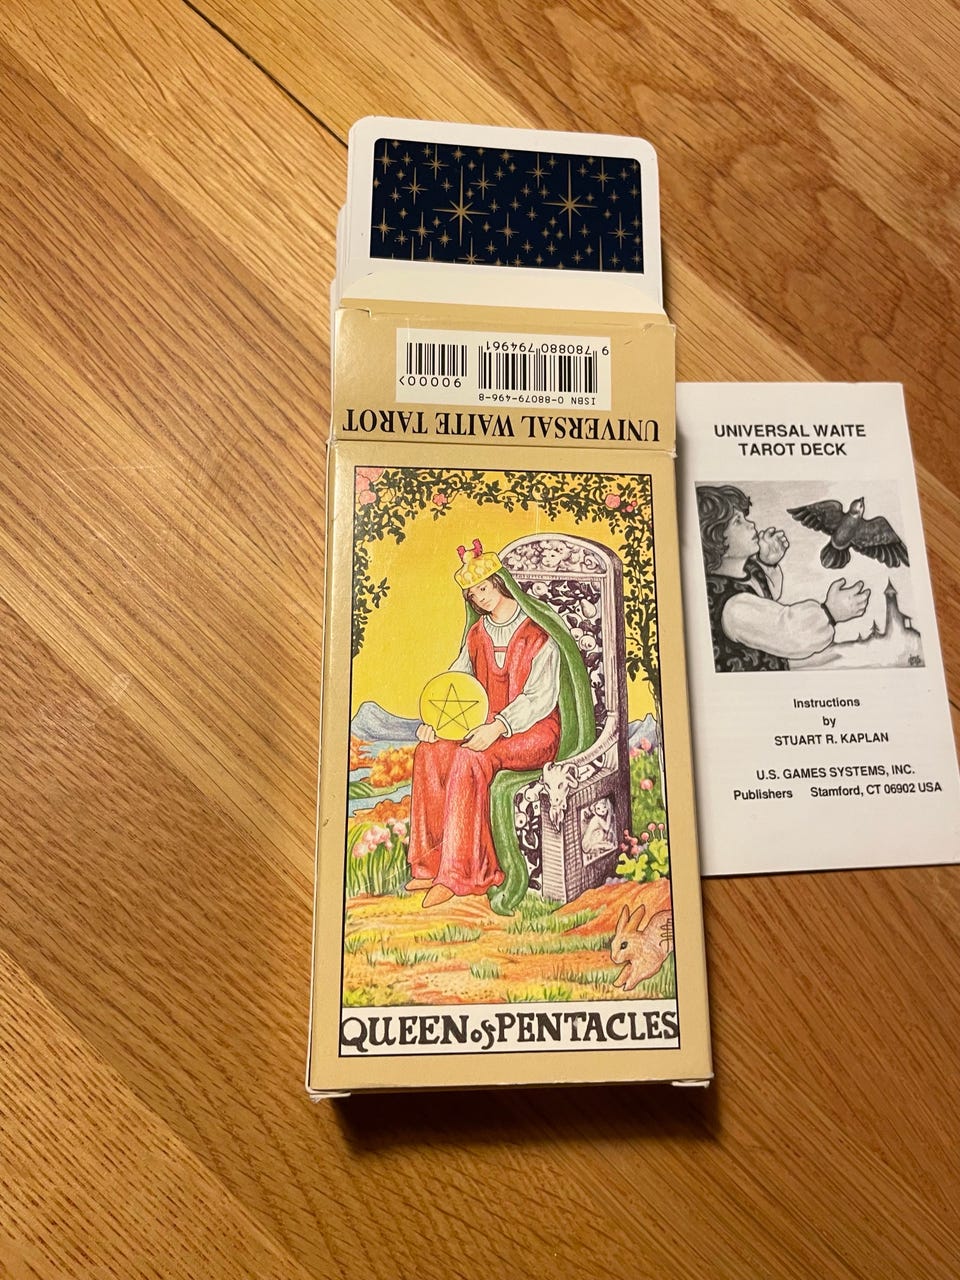 9 780880 794961
90000>
ISBN 0-88079-496-8
UNIVERSAL WAITE TAROT
QUEEN of PENTACLES
UNIVERSAL WAITE
TAROT DECK
Instructions
by
STUART R. KAPLAN
U.S. GAMES SYSTEMS, INC.
Publishers Stamford, CT 06902 USA